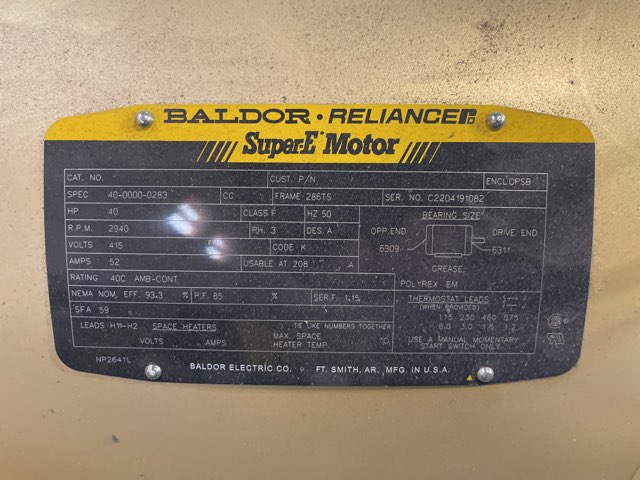 BALDOR • RELIANCE
Super-E Motor
CAT. NO. CUST. P/N ENCL. OPSB
SPEC 40-0000-0283 CC FRAME 286TS SER. NO. C2204191082
HP 40 CLASS F HZ 50 BEARING SIZE
R.P.M. 2940 PH. 3 DES. A OPP. END DRIVE END
VOLTS 415 CODE K 6309 6311
AMPS 52 USABLE AT 208 A GREASE
RATING 40C AMB-CONT POLYREX EM
NEMA NOM. EFF. 93.3 % P.F. 85 % SER.F. 1.15 THERMOSTAT LEADS
(WHEN PROVIDED)
SFA 59 115 230 460 575
6.0 3.0 1.5 1.2
LEADS H1-H2 SPACE HEATERS TIE LIKE NUMBERS TOGETHER
VOLTS AMPS MAX. SPACE HEATER TEMP. °C
USE A MANUAL MOMENTARY
START SWITCH ONLY
NP2641L
BALDOR ELECTRIC CO. FT. SMITH, AR. MFG. IN U.S.A.